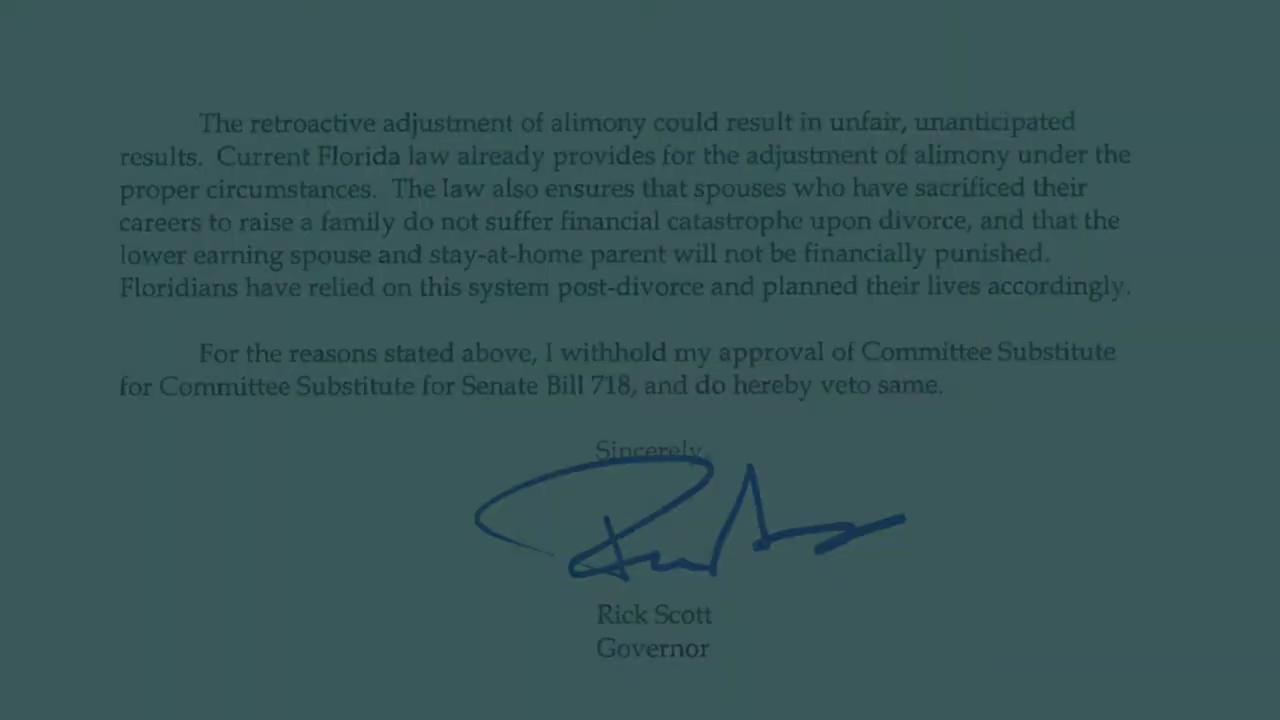 The retroactive adjustment of alimony could result in unfair, unanticipated
results. Current Florida law already provides for the adjustment of alimony under the
proper circumstances. The law also ensures that spouses who have sacrificed their
careers to raise a family do not suffer financial catastrophe upon divorce, and that the
lower earning spouse and stay-at-home parent will not be financially punished.
Floridians have relied on this system post-divorce and planned their lives accordingly.
For the reasons stated above, I withhold my approval of Committee Substitute
for Committee Substitute for Senate Bill 718, and do hereby veto same.
Sincerely,
Rick Scott
Governor